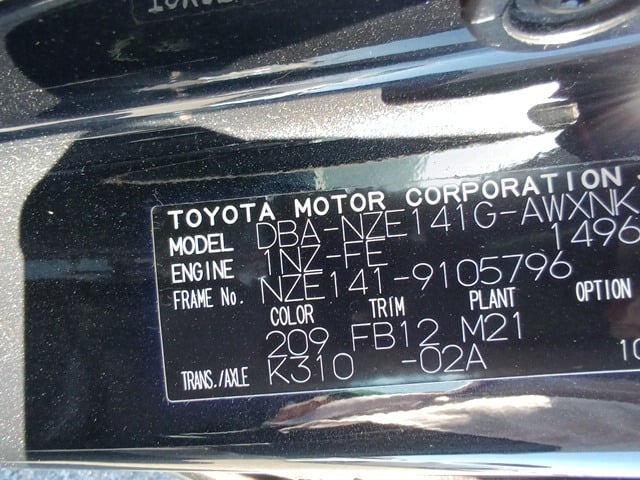 TOYOTA MOTOR CORPORATION
MODEL DBA-NZE141G-AWXNK
ENGINE 1NZ-FE 1496
FRAME No. NZE141-9105796
COLOR TRIM PLANT OPTION
209 FB12 M21
TRANS./AXLE K310 -02A 10